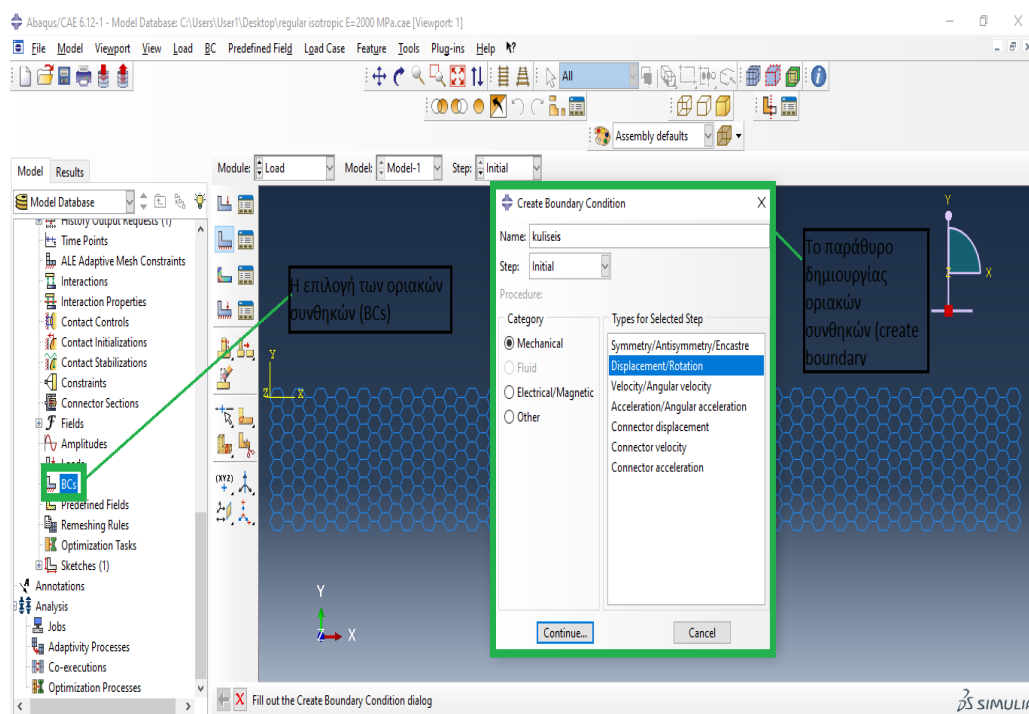 Abaqus/CAE 6.12-1 - Model Database: C:\Users\User1\Desktop\regular isotropic E=2000 MPa.cae [Viewport: 1]
File Model Viewport View Load BC Predefined Field Load Case Feature Tools Plug-ins Help
All
Assembly defaults
Model Results
Module: Load Model: Model-1 Step: Initial
Model Database
History Output Requests (1)
Time Points
ALE Adaptive Mesh Constraints
Interactions
Interaction Properties
Contact Controls
Contact Initializations
Contact Stabilizations
Constraints
Connector Sections
Fields
Amplitudes
Loads
BCs
Predefined Fields
Remeshing Rules
Optimization Tasks
Sketches (1)
Annotations
Analysis
Jobs
Adaptivity Processes
Co-executions
Optimization Processes
(XYZ)
Η επιλογή των οριακών
συνθηκών (BCs)
Y
Z X
Y
Z X
Create Boundary Condition X
Name: kuliseis
Step: Initial
Procedure:
Category
Mechanical
Fluid
Electrical/Magnetic
Other
Types for Selected Step
Symmetry/Antisymmetry/Encastre
Displacement/Rotation
Velocity/Angular velocity
Acceleration/Angular acceleration
Connector displacement
Connector velocity
Connector acceleration
Continue... Cancel
Το παράθυρο
δημιουργίας
οριακών
συνθηκών (create
boundary
Y
Z X
Fill out the Create Boundary Condition dialog
SIMULIA